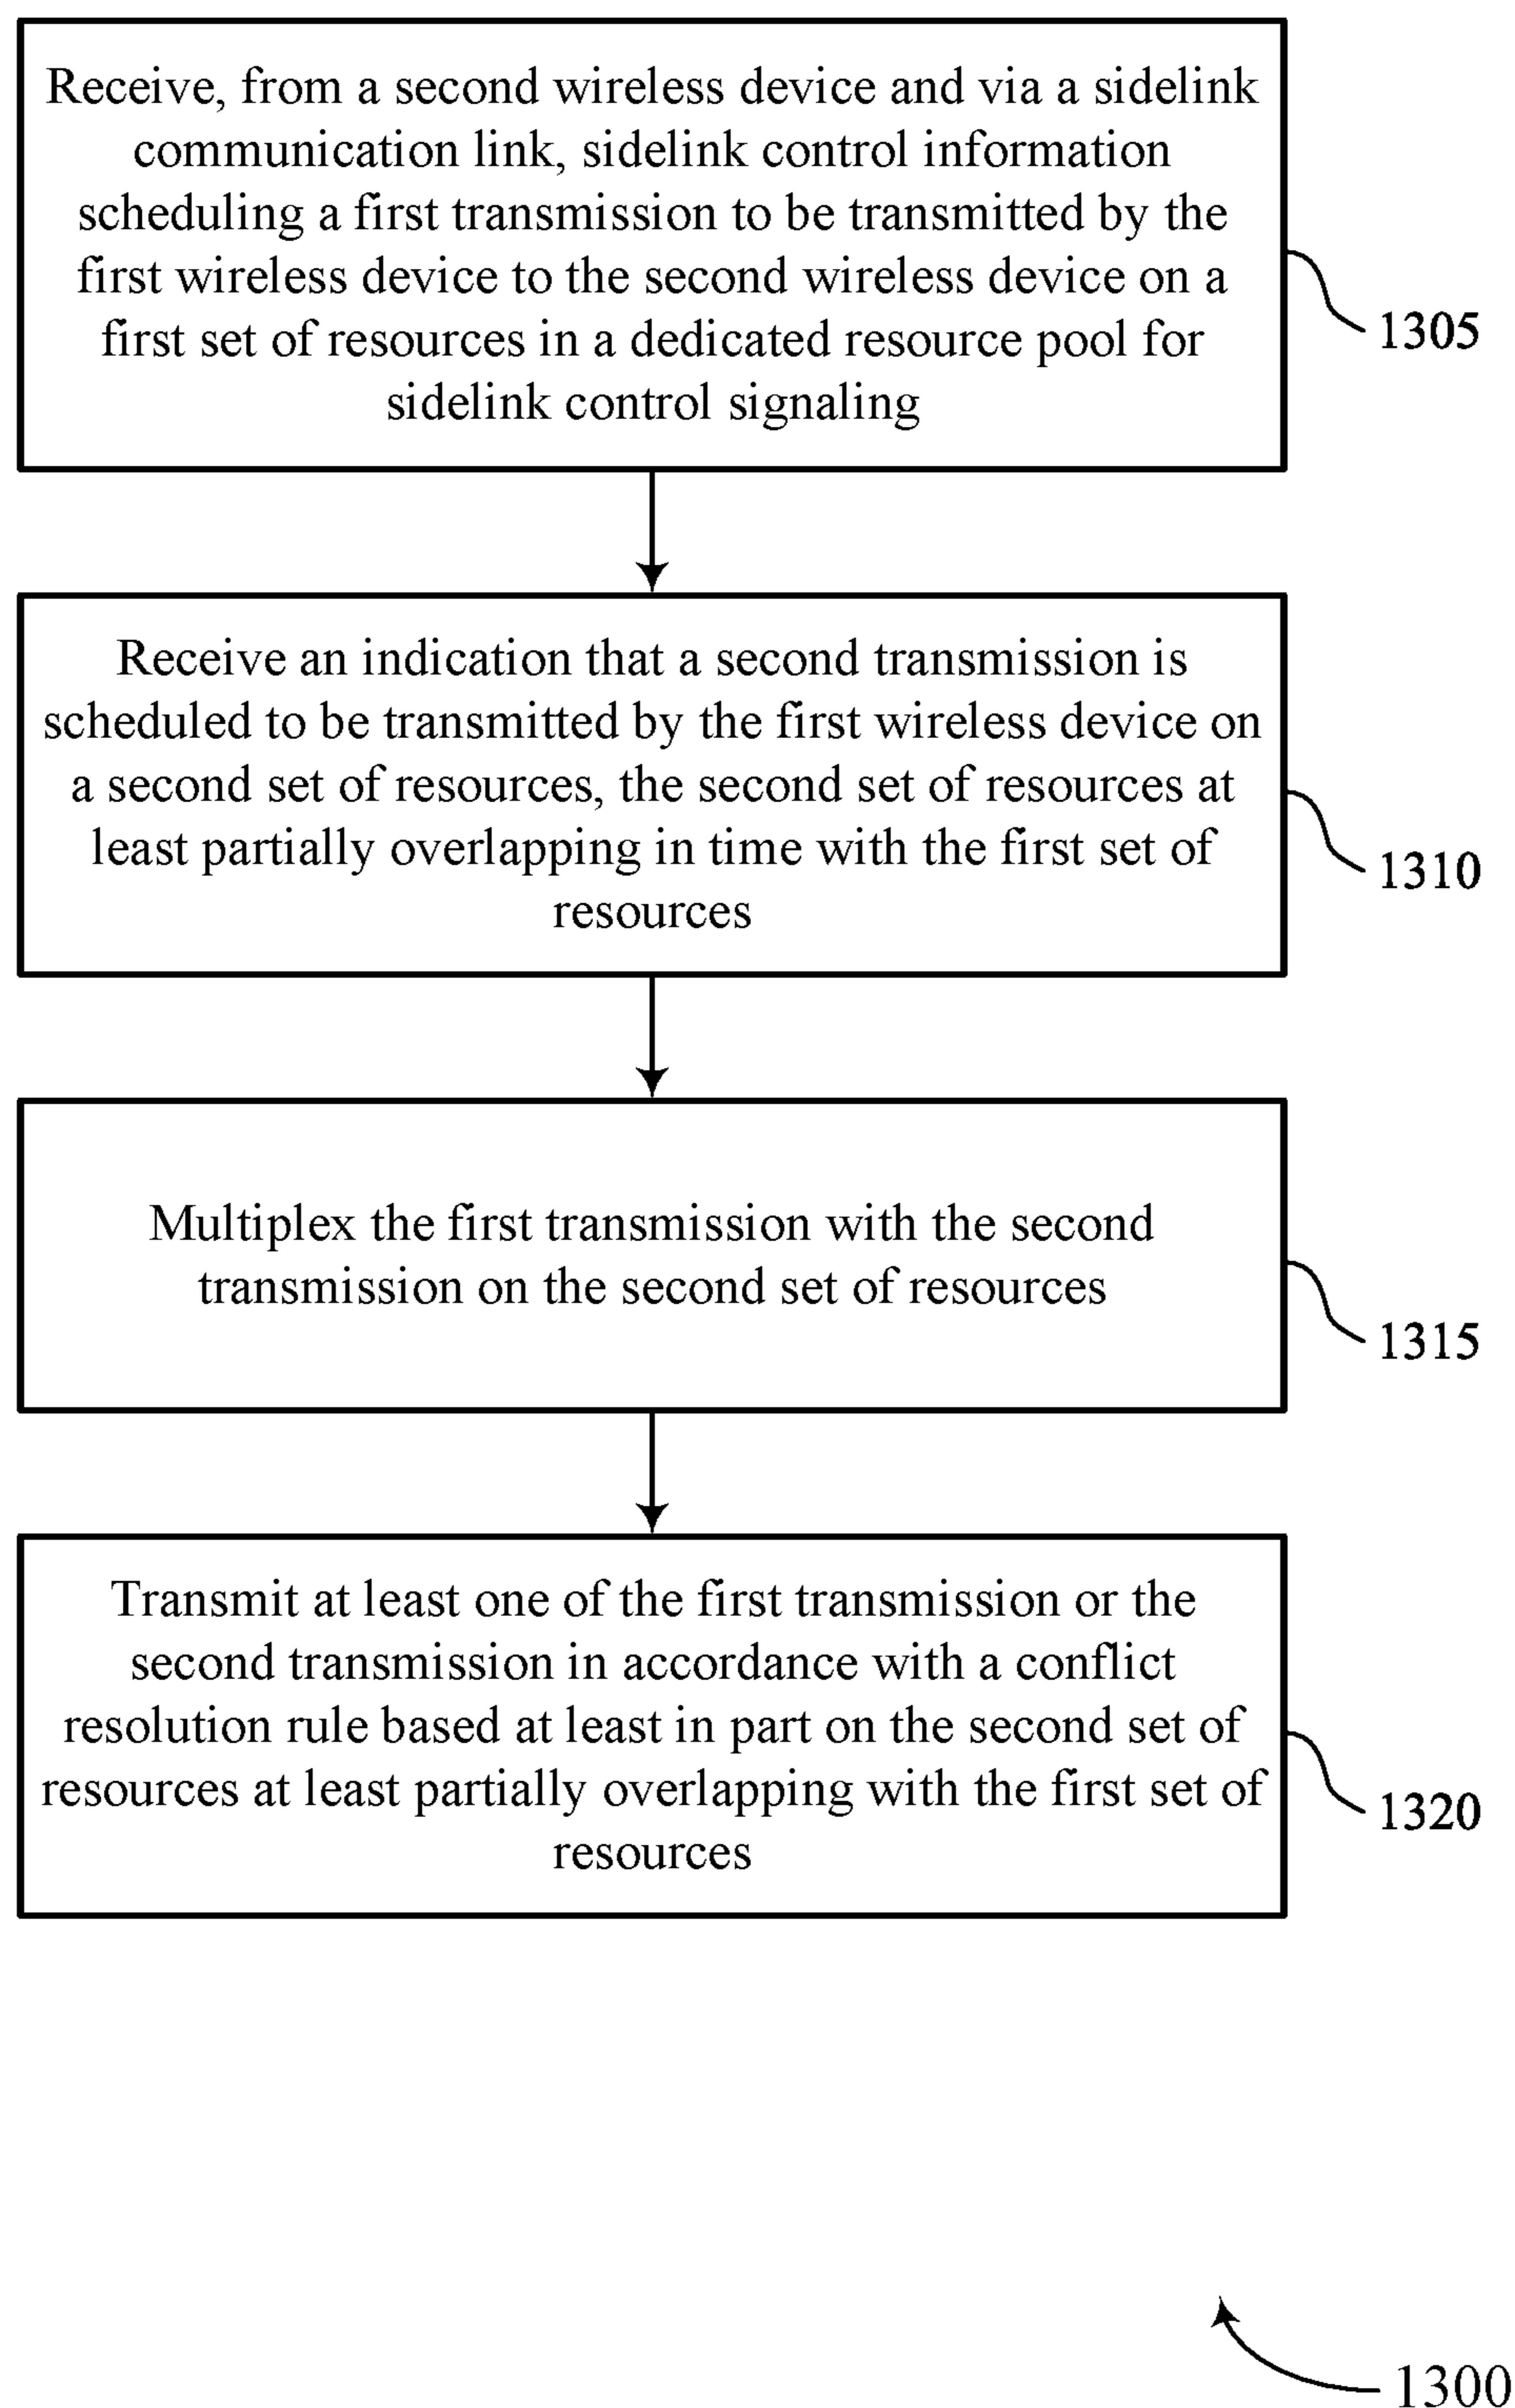 Receive, from a second wireless device and via a sidelink
communication link, sidelink control information
scheduling a first transmission to be transmitted by the
first wireless device to the second wireless device on a
first set of resources in a dedicated resource pool for
sidelink control signaling
1305
Receive an indication that a second transmission is
scheduled to be transmitted by the first wireless device on
a second set of resources, the second set of resources at
least partially overlapping in time with the first set of
resources
1310
Multiplex the first transmission with the second
transmission on the second set of resources
1315
Transmit at least one of the first transmission or the
second transmission in accordance with a conflict
resolution rule based at least in part on the second set of
resources at least partially overlapping with the first set of
resources
1320
1300